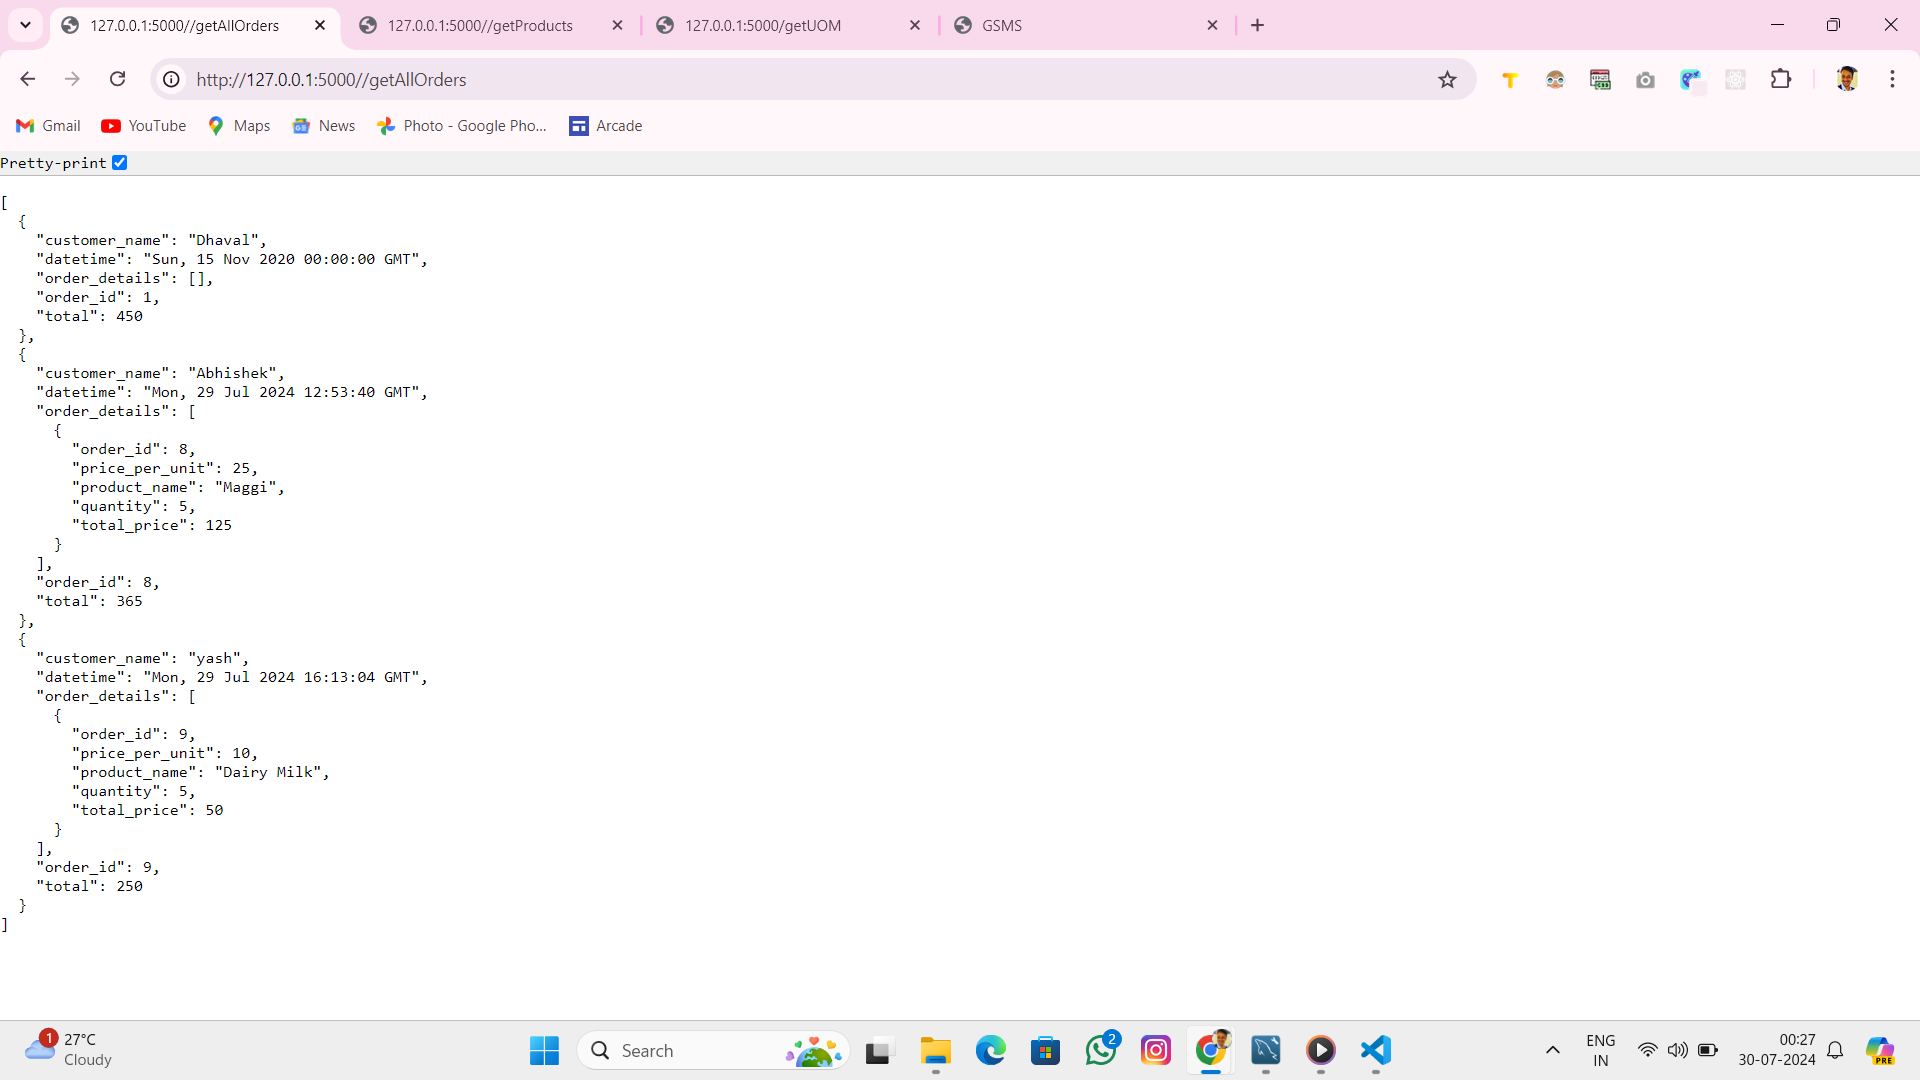 127.0.0.1:5000//getAllOrders
127.0.0.1:5000//getProducts
127.0.0.1:5000/getUOM
GSMS
http://127.0.0.1:5000//getAllOrders
Gmail
YouTube
Maps
News
Photo - Google Pho...
Arcade
Pretty-print
[
  {
    "customer_name": "Dhaval",
    "datetime": "Sun, 15 Nov 2020 00:00:00 GMT",
    "order_details": [],
    "order_id": 1,
    "total": 450
  },
  {
    "customer_name": "Abhishek",
    "datetime": "Mon, 29 Jul 2024 12:53:40 GMT",
    "order_details": [
      {
        "order_id": 8,
        "price_per_unit": 25,
        "product_name": "Maggi",
        "quantity": 5,
        "total_price": 125
      }
    ],
    "order_id": 8,
    "total": 365
  },
  {
    "customer_name": "yash",
    "datetime": "Mon, 29 Jul 2024 16:13:04 GMT",
    "order_details": [
      {
        "order_id": 9,
        "price_per_unit": 10,
        "product_name": "Dairy Milk",
        "quantity": 5,
        "total_price": 50
      }
    ],
    "order_id": 9,
    "total": 250
  }
]
1
27°C
Cloudy
Search
2
ENG
IN
00:27
30-07-2024
PRE